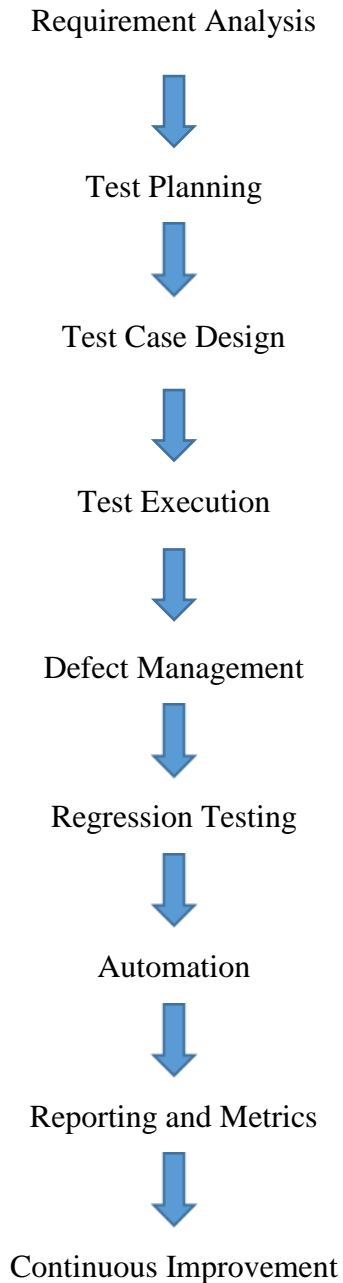 Requirement Analysis
Test Planning
Test Case Design
Test Execution
Defect Management
Regression Testing
Automation
Reporting and Metrics
Continuous Improvement